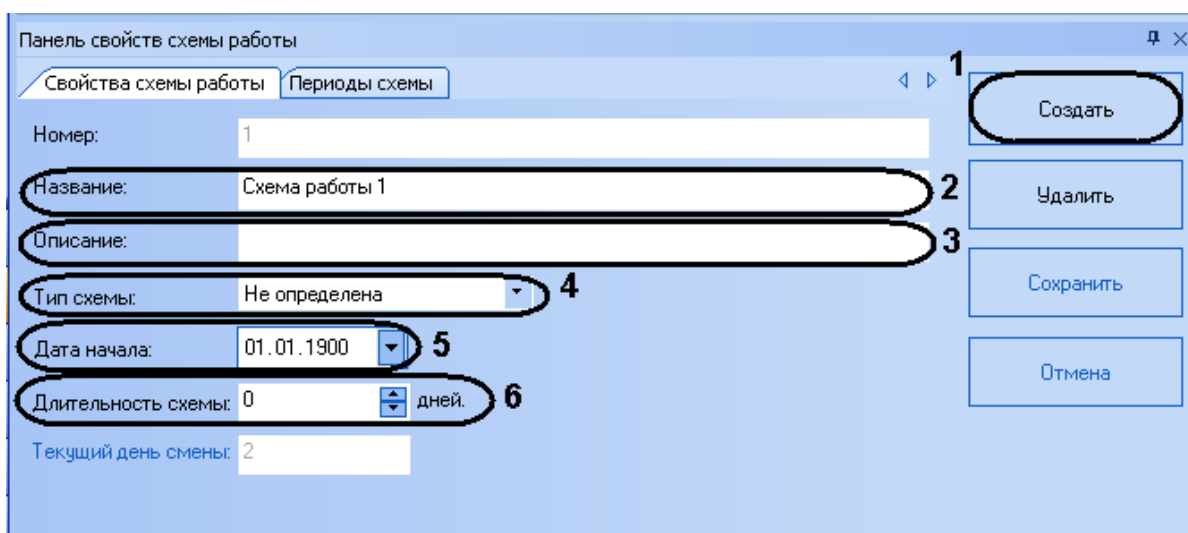 Панель свойств схемы работы
Свойства схемы работы Периоды схемы
1
Создать
Номер: 1
Название: Схема работы 1
2
Удалить
Описание:
3
Тип схемы: Не определена
4
Сохранить
Дата начала: 01.01.1900
5
Отмена
Длительность схемы: 0 дней.
6
Текущий день смены: 2